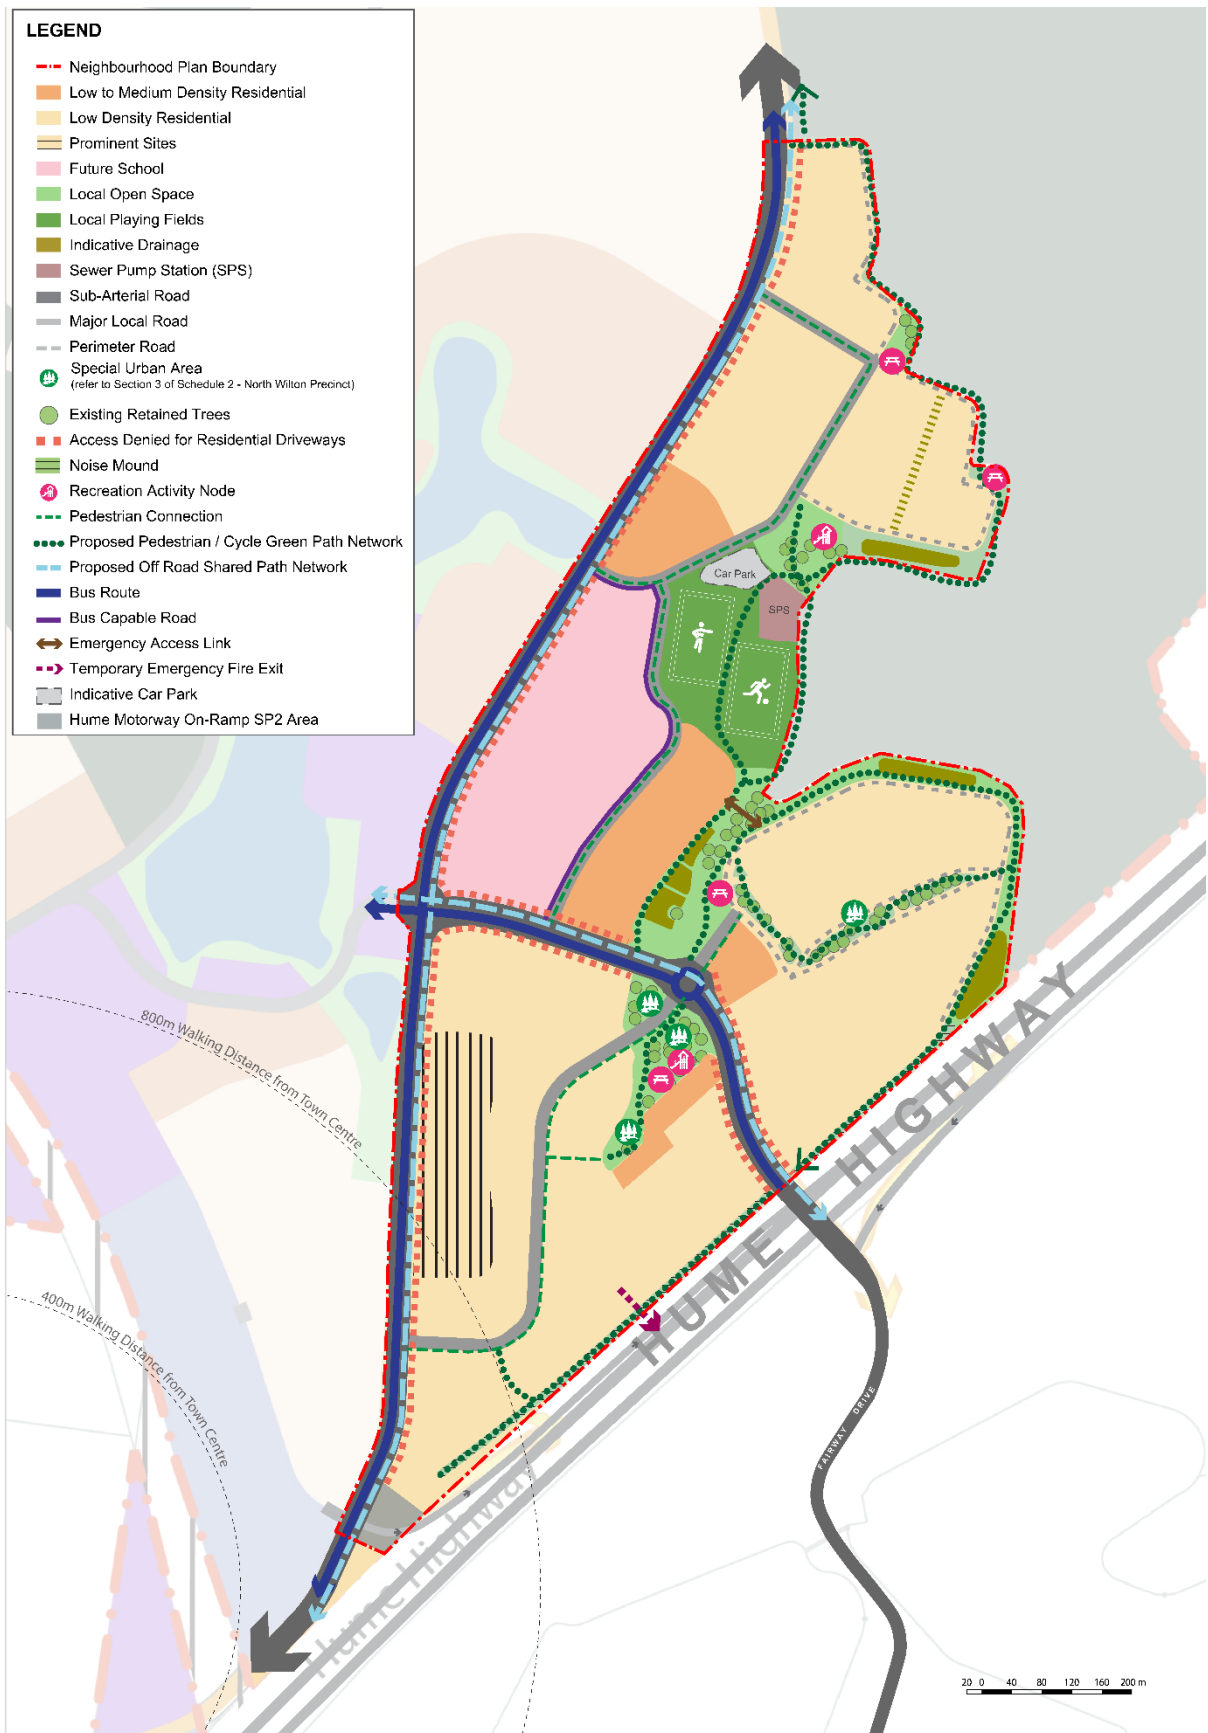 LEGEND
Neighbourhood Plan Boundary
Low to Medium Density Residential
Low Density Residential
Prominent Sites
Future School
Local Open Space
Local Playing Fields
Indicative Drainage
Sewer Pump Station (SPS)
Sub-Arterial Road
Major Local Road
Perimeter Road
Special Urban Area
(refer to Section 3 of Schedule 2 - North Wilton Precinct)
Existing Retained Trees
Access Denied for Residential Driveways
Noise Mound
Recreation Activity Node
Pedestrian Connection
Proposed Pedestrian / Cycle Green Path Network
Proposed Off Road Shared Path Network
Bus Route
Bus Capable Road
Emergency Access Link
Temporary Emergency Fire Exit
Indicative Car Park
Hume Motorway On-Ramp SP2 Area
Car Park
SPS
800m Walking Distance from Town Centre
400m Walking Distance from Town Centre
HUME HIGHWAY
Hume Highway
FAIRWAY DRIVE
20 0 40 80 120 160 200 m